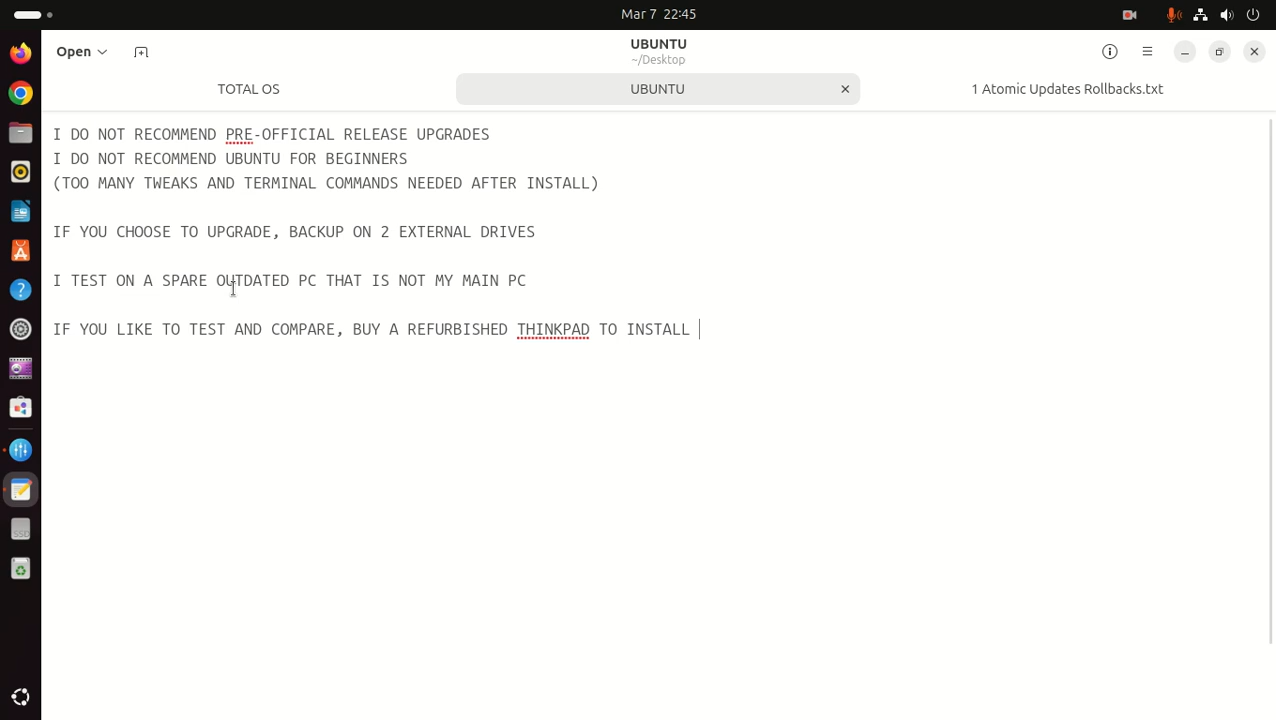 Mar 7 22:45
Open
UBUNTU
~/Desktop
TOTAL OS
UBUNTU
1 Atomic Updates Rollbacks.txt
I DO NOT RECOMMEND PRE-OFFICIAL RELEASE UPGRADES
I DO NOT RECOMMEND UBUNTU FOR BEGINNERS
(TOO MANY TWEAKS AND TERMINAL COMMANDS NEEDED AFTER INSTALL)
IF YOU CHOOSE TO UPGRADE, BACKUP ON 2 EXTERNAL DRIVES
I TEST ON A SPARE OUTDATED PC THAT IS NOT MY MAIN PC
IF YOU LIKE TO TEST AND COMPARE, BUY A REFURBISHED THINKPAD TO INSTALL
SSD